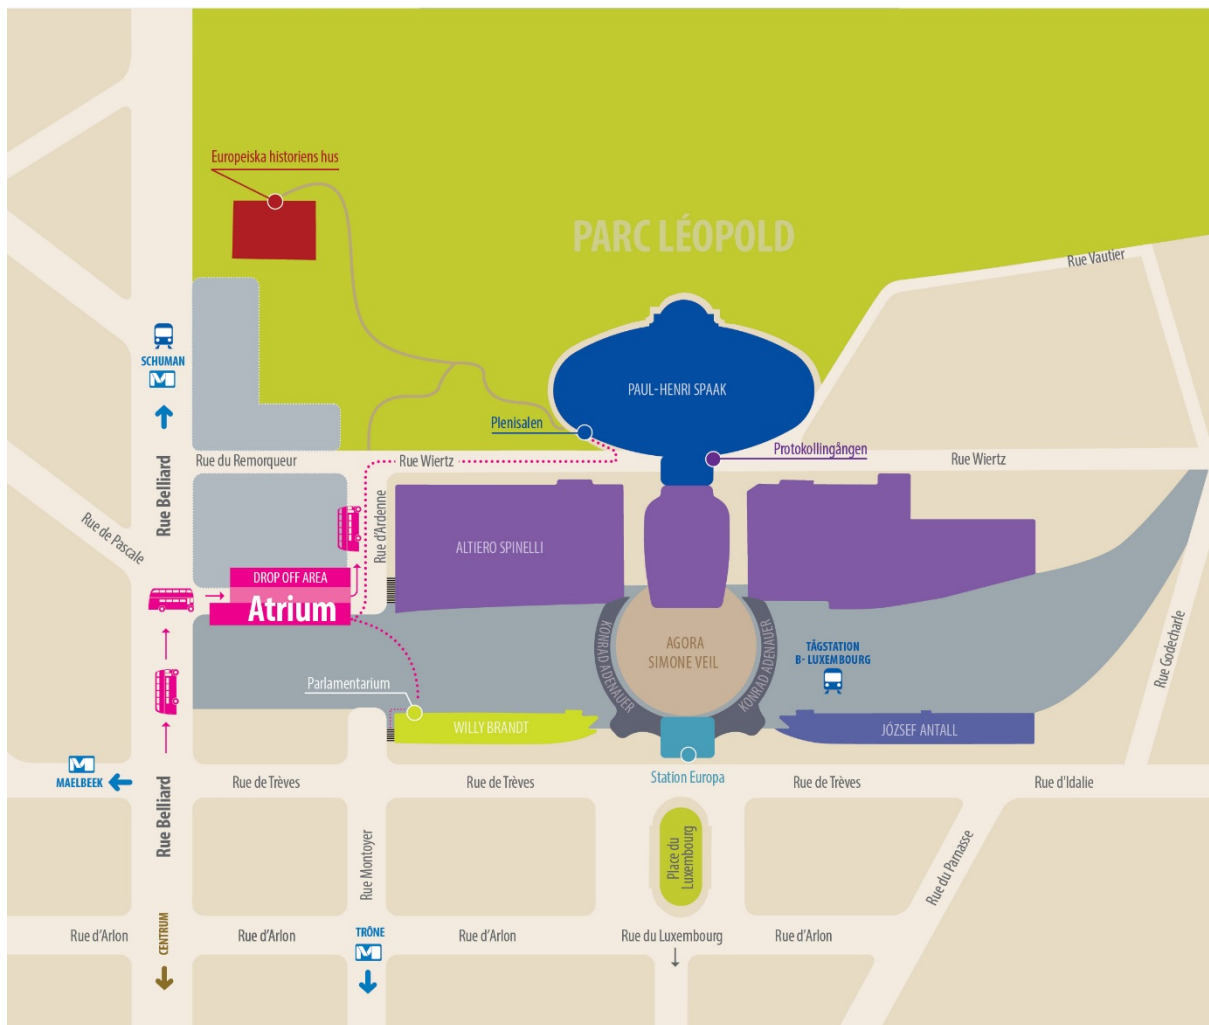 Europeiska historiens hus
PARC LÉOPOLD
Rue Vautier
SCHUMAN
M
PAUL-HENRI SPAAK
Plenisalen
Protokollingången
Rue du Remorqueur
Rue Wiertz
Rue Wiertz
Rue Belliard
Rue de Pascale
Rue d'Ardenne
ALTIERO SPINELLI
DROP OFF AREA
Atrium
KONRAD ADENAUER
AGORA
SIMONE VEIL
KONRAD ADENAUER
TÅGSTATION
B- LUXEMBOURG
Rue Godecharle
Parlamentarium
WILLY BRANDT
JÓZSEF ANTALL
M
MAELBEEK
Rue de Trèves
Rue de Trèves
Station Europa
Rue de Trèves
Rue d'Idalie
Rue Belliard
Rue Montoyer
Place du
Luxembourg
Rue du Parnasse
Rue d'Arlon
CENTRUM
Rue d'Arlon
TRÔNE
M
Rue d'Arlon
Rue du Luxembourg
Rue d'Arlon